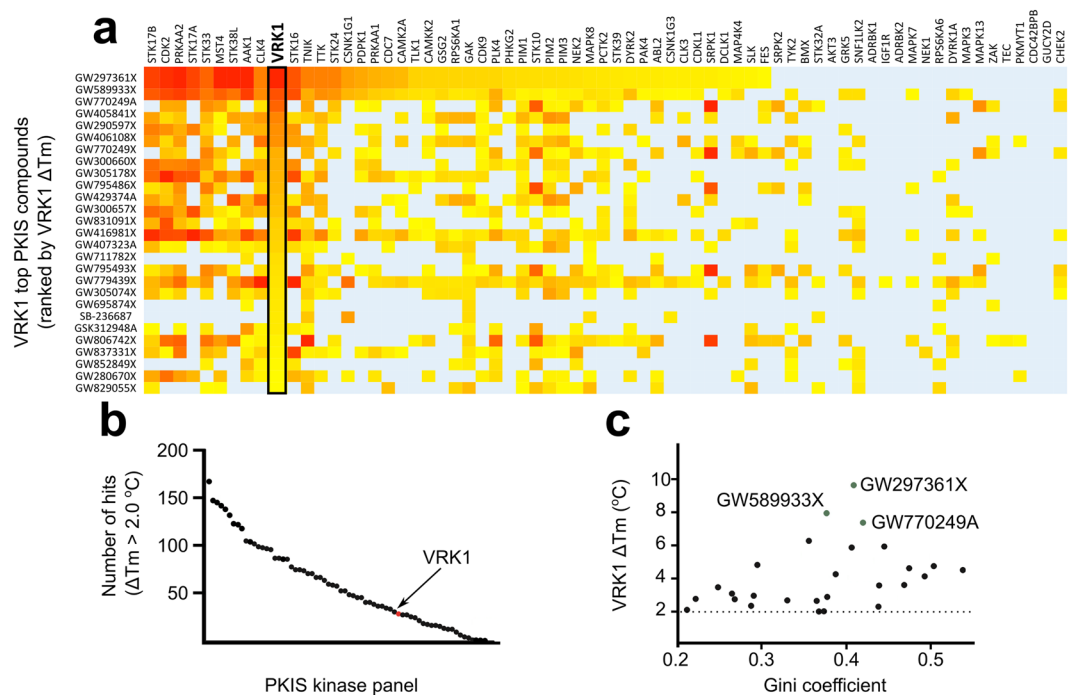 a
STK17B CDK2 PRKAA2 STK17A STK33 MST4 STK38L AAK1 CLK4 VRK1 STK16 TNIK TTK STK24 CSNK1G1 PDPK1 PRKAA1 CDC7 CAMK2A TLK1 CAMKK2 GSG2 RPS6KA1 GAK CDK9 PLK4 PHKG2 PIM1 STK10 PIM2 PIM3 NEK2 MAPK8 PCTK2 STK39 DYRK2 PAK4 ABL2 CSNK1G3 CLK3 CDKL1 SRPK1 DCLK1 MAP4K4 SLK FES SRPK2 TYK2 BMX STK32A AKT3 GRK5 SNF1LK2 ADRBK1 IGF1R ADRBK2 MAPK7 NEK1 RPS6KA6 DYRK1A MAPK3 MAPK13 ZAK TEC PKMYT1 CDC42BPB GUCY2D CHEK2
VRK1 top PKIS compounds
(ranked by VRK1 ΔTm)
GW297361X
GW589933X
GW770249A
GW405841X
GW290597X
GW406108X
GW770249X
GW300660X
GW305178X
GW795486X
GW429374A
GW300657X
GW831091X
GW416981X
GW407323A
GW711782X
GW795493X
GW779439X
GW305074X
GW695874X
SB-236687
GSK312948A
GW806742X
GW837331X
GW852849X
GW280670X
GW829055X
b
Number of hits
(ΔTm > 2.0 ºC)
200
150
100
50
VRK1
PKIS kinase panel
c
VRK1 ΔTm (ºC)
10
8
6
4
2
GW589933X
GW297361X
GW770249A
0.2 0.3 0.4 0.5
Gini coefficient